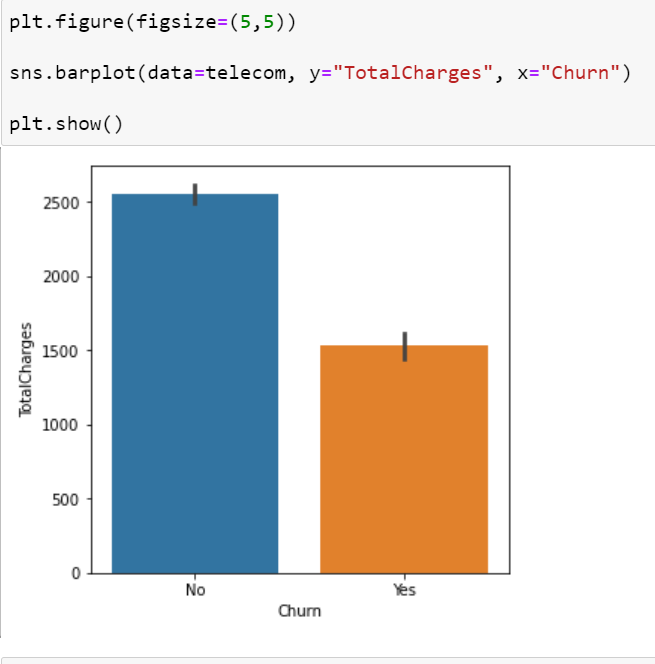 plt.figure(figsize=(5,5))
sns.barplot(data=telecom, y="TotalCharges", x="Churn")
plt.show()
2500
2000
1500
1000
500
0
TotalCharges
No
Yes
Churn